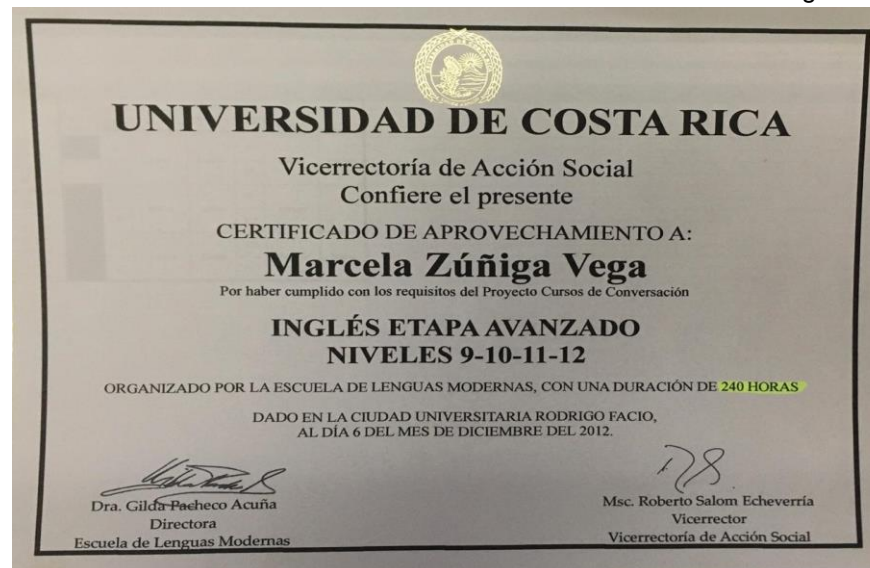 UNIVERSIDAD DE COSTA RICA
Vicerrectoría de Acción Social
Confiere el presente
CERTIFICADO DE APROVECHAMIENTO A:
Marcela Zúñiga Vega
Por haber cumplido con los requisitos del Proyecto Cursos de Conversación
INGLÉS ETAPA AVANZADO
NIVELES 9-10-11-12
ORGANIZADO POR LA ESCUELA DE LENGUAS MODERNAS, CON UNA DURACIÓN DE 240 HORAS
DADO EN LA CIUDAD UNIVERSITARIA RODRIGO FACIO,
AL DÍA 6 DEL MES DE DICIEMBRE DEL 2012.
Dra. Gilda Pacheco Acuña
Directora
Escuela de Lenguas Modernas
Msc. Roberto Salom Echeverría
Vicerrector
Vicerrectoría de Acción Social